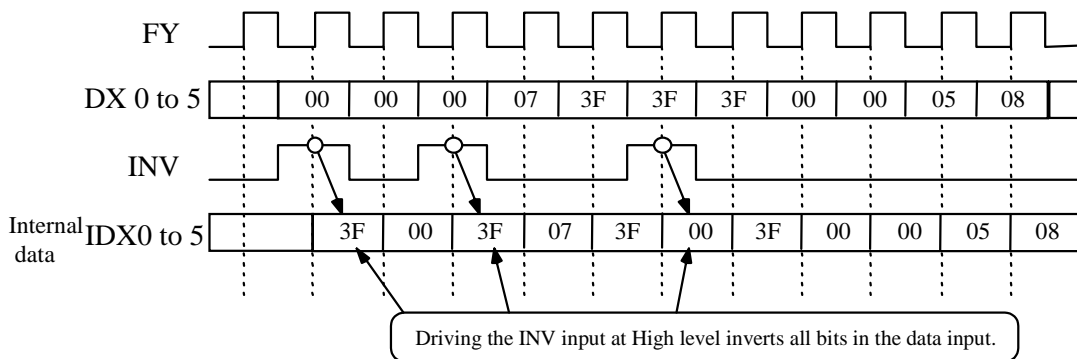 FY
DX 0 to 5 00 00 00 07 3F 3F 3F 00 00 05 08
INV
Internal data IDX0 to 5 3F 00 3F 07 3F 00 3F 00 00 05 08
Driving the INV input at High level inverts all bits in the data input.